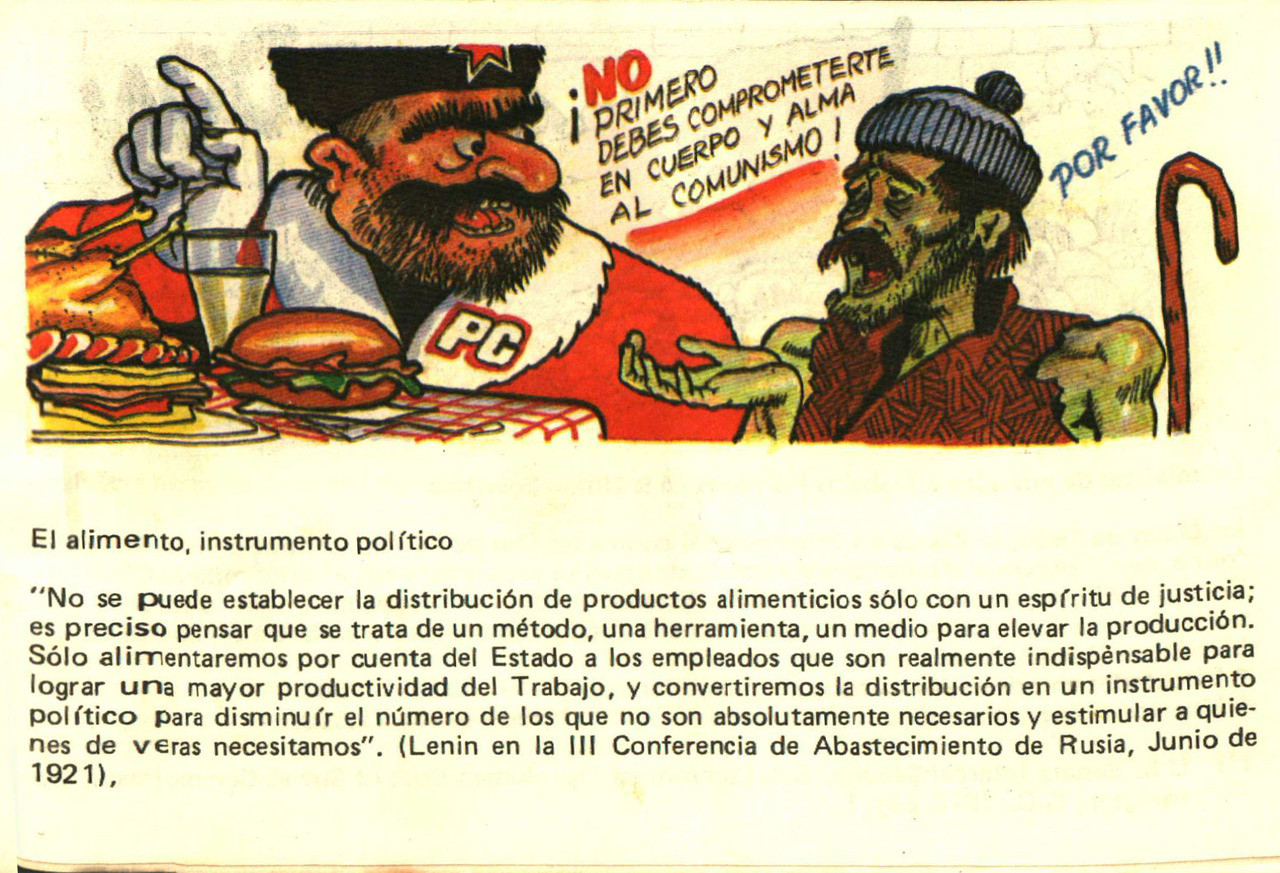 ¡NO
PRIMERO
DEBES COMPROMETERTE
EN CUERPO Y ALMA
AL COMUNISMO!
POR FAVOR!!
PC
El alimento, instrumento político
"No se puede establecer la distribución de productos alimenticios sólo con un espíritu de justicia;
es preciso pensar que se trata de un método, una herramienta, un medio para elevar la producción.
Sólo alimentaremos por cuenta del Estado a los empleados que son realmente indispènsable para
lograr una mayor productividad del Trabajo, y convertiremos la distribución en un instrumento
político para disminuír el número de los que no son absolutamente necesarios y estimular a quie-
nes de veras necesitamos". (Lenin en la III Conferencia de Abastecimiento de Rusia, Junio de
1921),